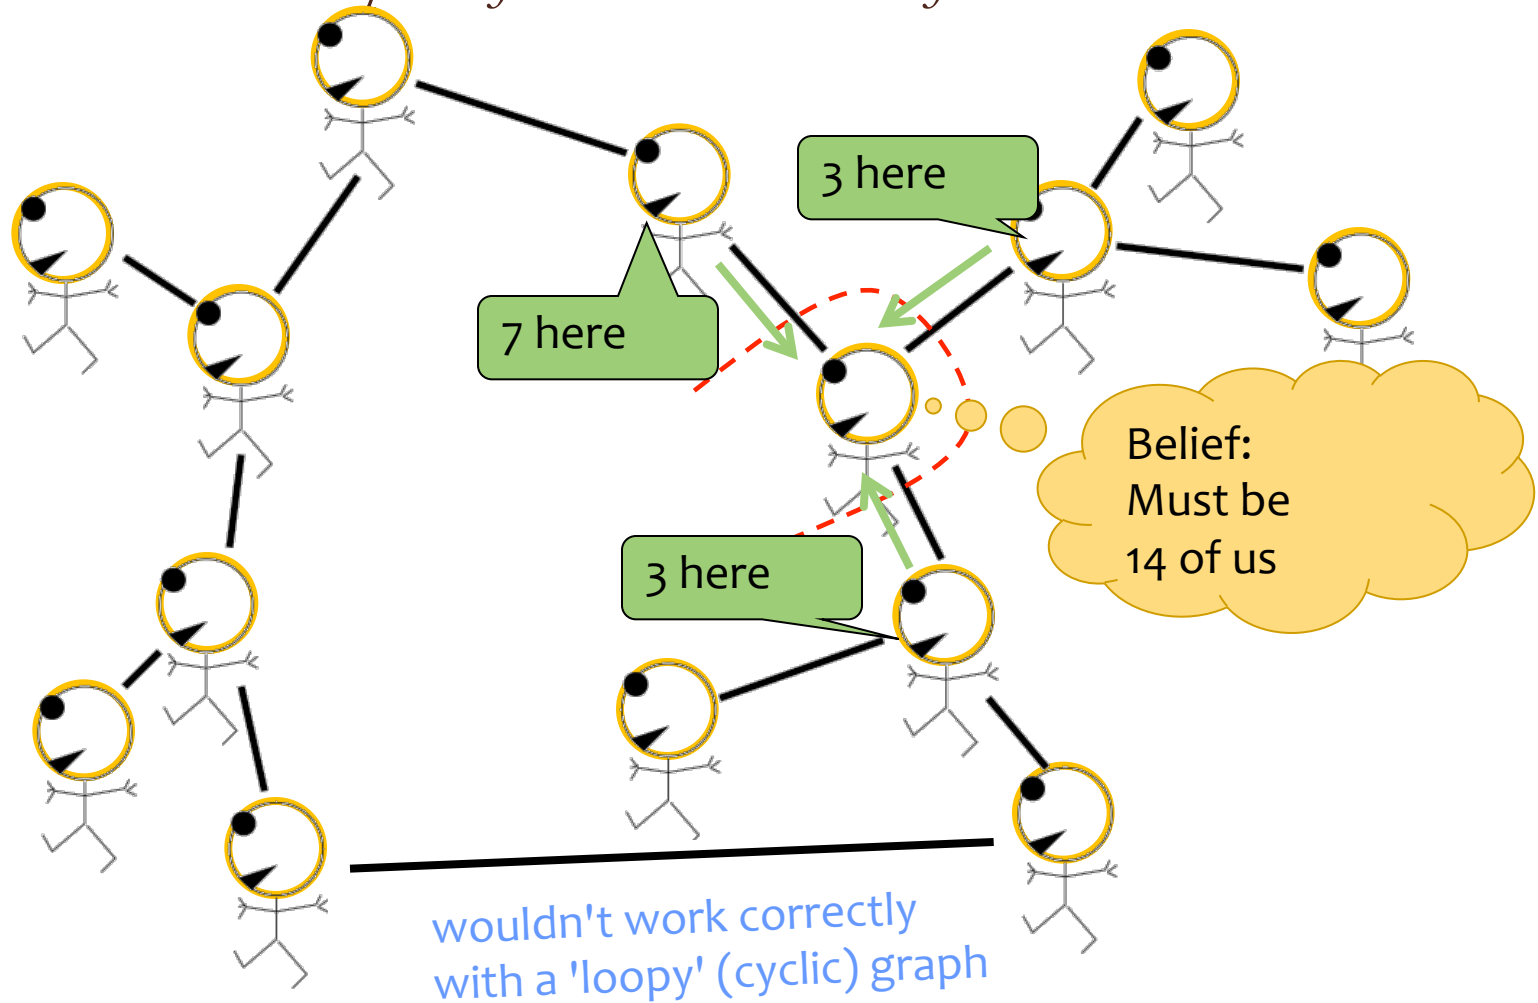 3 here
7 here
Belief:
Must be
14 of us
3 here
wouldn't work correctly
with a 'loopy' (cyclic) graph